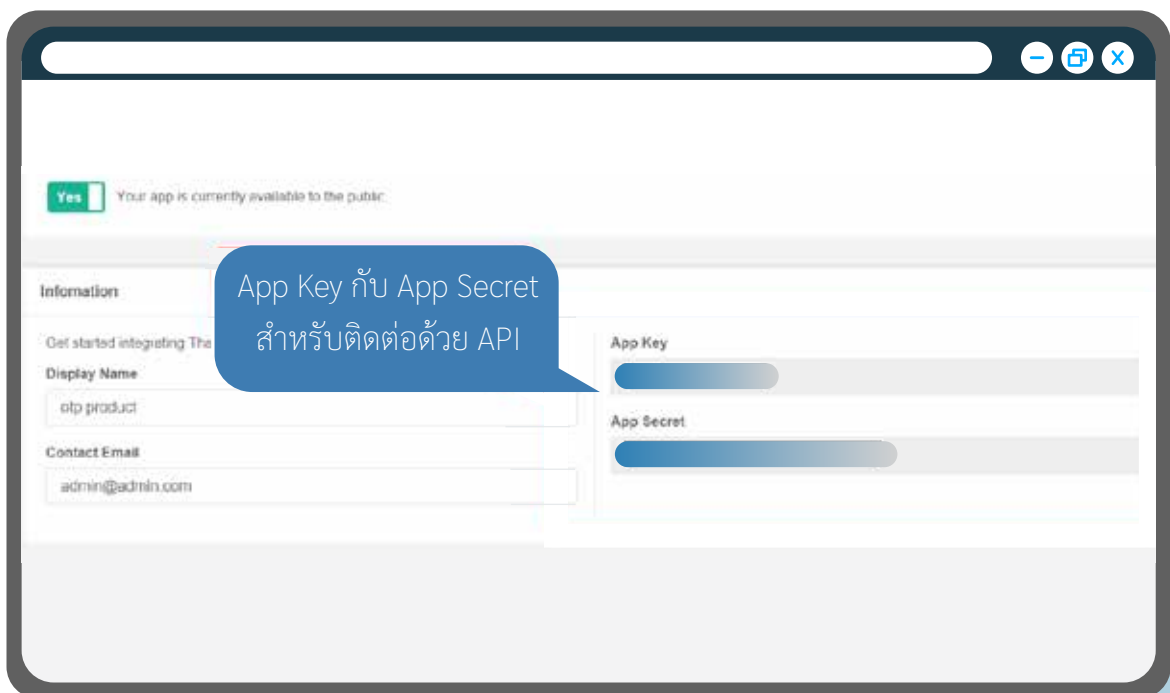 Yes Your app is currently available to the public.
Infomation
App Key กับ App Secret
สำหรับติดต่อด้วย API
Get started integrating Tha
Display Name
otp product
Contact Email
admin@admin.com
App Key
App Secret